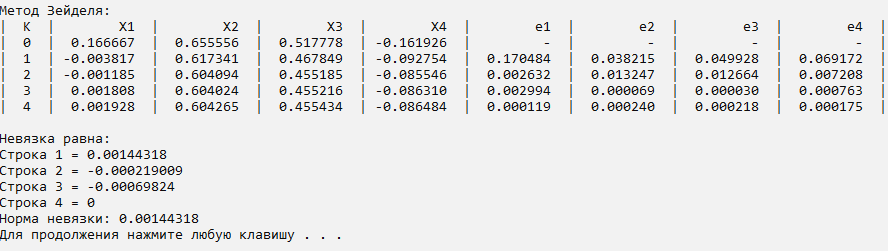 Метод Зейделя:
| K | X1 | X2 | X3 | X4 | e1 | e2 | e3 | e4 |
| 0 | 0.166667 | 0.655556 | 0.517778 | -0.161926 | - | - | - | - |
| 1 | -0.003817 | 0.617341 | 0.467849 | -0.092754 | 0.170484 | 0.038215 | 0.049928 | 0.069172 |
| 2 | -0.001185 | 0.604094 | 0.455185 | -0.085546 | 0.002632 | 0.013247 | 0.012664 | 0.007208 |
| 3 | 0.001808 | 0.604024 | 0.455216 | -0.086310 | 0.002994 | 0.000069 | 0.000030 | 0.000763 |
| 4 | 0.001928 | 0.604265 | 0.455434 | -0.086484 | 0.000119 | 0.000240 | 0.000218 | 0.000175 |
Невязка равна:
Строка 1 = 0.00144318
Строка 2 = -0.000219009
Строка 3 = -0.00069824
Строка 4 = 0
Норма невязки: 0.00144318
Для продолжения нажмите любую клавишу . . .